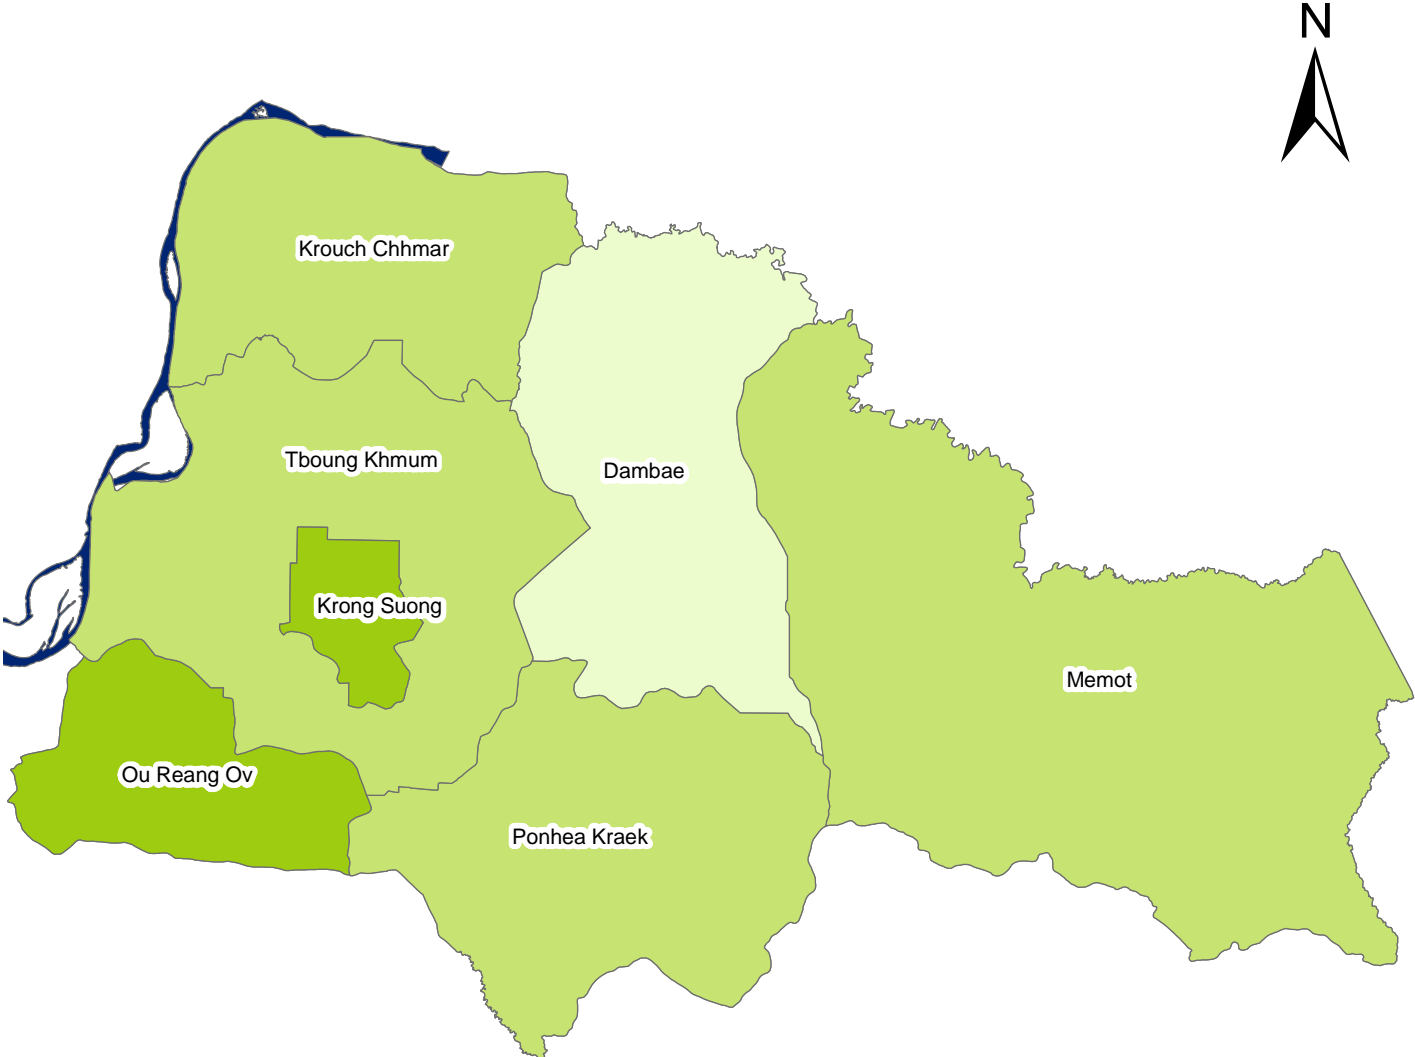 N
Krouch Chhmar
Tboung Khmum
Dambae
Krong Suong
Memot
Ou Reang Ov
Ponhea Kraek